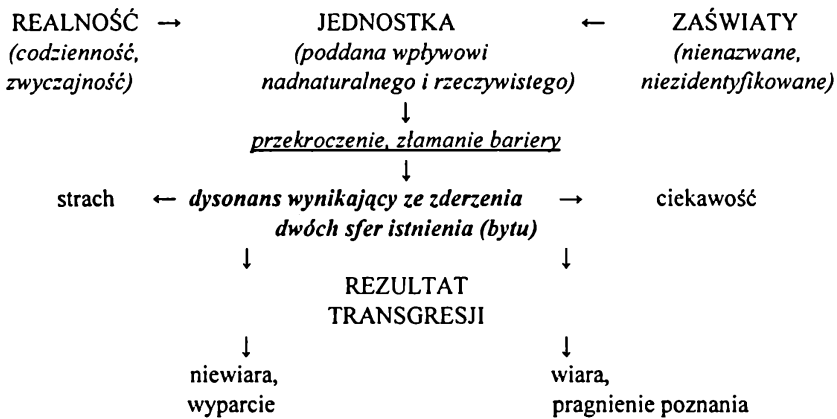 REALNOŚĆ → JEDNOSTKA ← ZAŚWIATY
(codzienność, (poddana wpływowi (nienazwane,
zwyczajność) nadnaturalnego i rzeczywistego) niezidentyfikowane)
↓
przekroczenie, złamanie bariery
↓
strach ← dysonans wynikający ze zderzenia → ciekawość
dwóch sfer istnienia (bytu)
↓ ↓
REZULTAT
TRANSGRESJI
↓ ↓
niewiara, wiara,
wyparcie pragnienie poznania